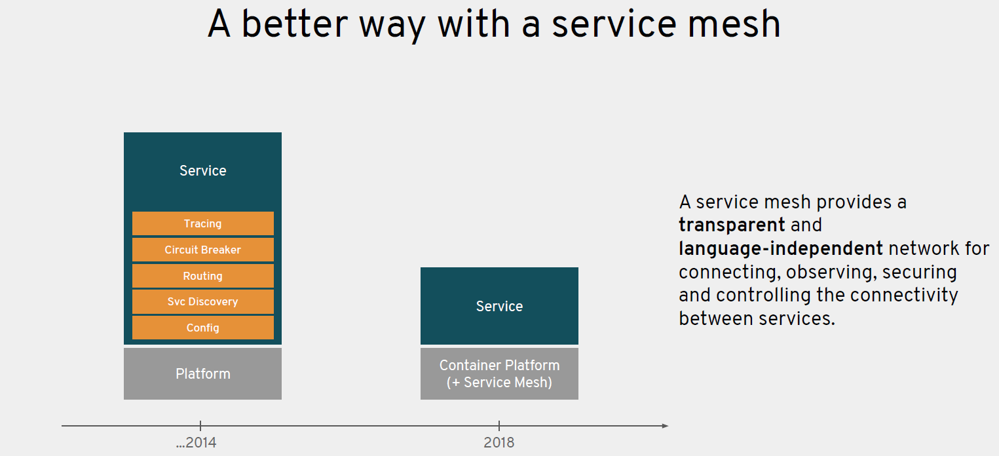 A better way with a service mesh
Service
Tracing
Circuit Breaker
Routing
Svc Discovery
Config
Platform
Service
Container Platform
(+ Service Mesh)
...2014
2018
A service mesh provides a
transparent and
language-independent network for
connecting, observing, securing
and controlling the connectivity
between services.